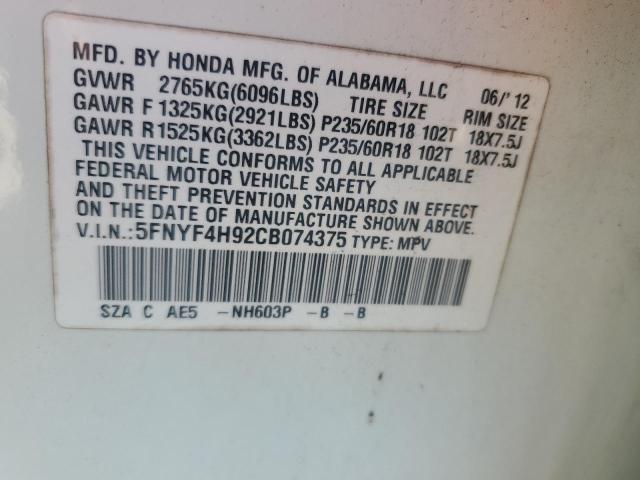 MFD. BY HONDA MFG. OF ALABAMA, LLC 06/'12
GVWR 2765KG(6096LBS) TIRE SIZE RIM SIZE
GAWR F 1325KG(2921LBS) P235/60R18 102T 18X7.5J
GAWR R1525KG(3362LBS) P235/60R18 102T 18X7.5J
THIS VEHICLE CONFORMS TO ALL APPLICABLE
FEDERAL MOTOR VEHICLE SAFETY
AND THEFT PREVENTION STANDARDS IN EFFECT
ON THE DATE OF MANUFACTURE SHOWN ABOVE.
V.I.N.:5FNYF4H92CB074375 TYPE: MPV
SZA C AE5 -NH603P -B -B